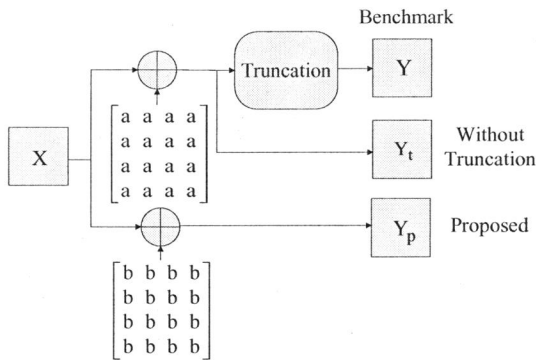 Benchmark
Truncation
Y
a a a a
a a a a
a a a a
a a a a
X
Y_t
Without
Truncation
Y_p
Proposed
b b b b
b b b b
b b b b
b b b b